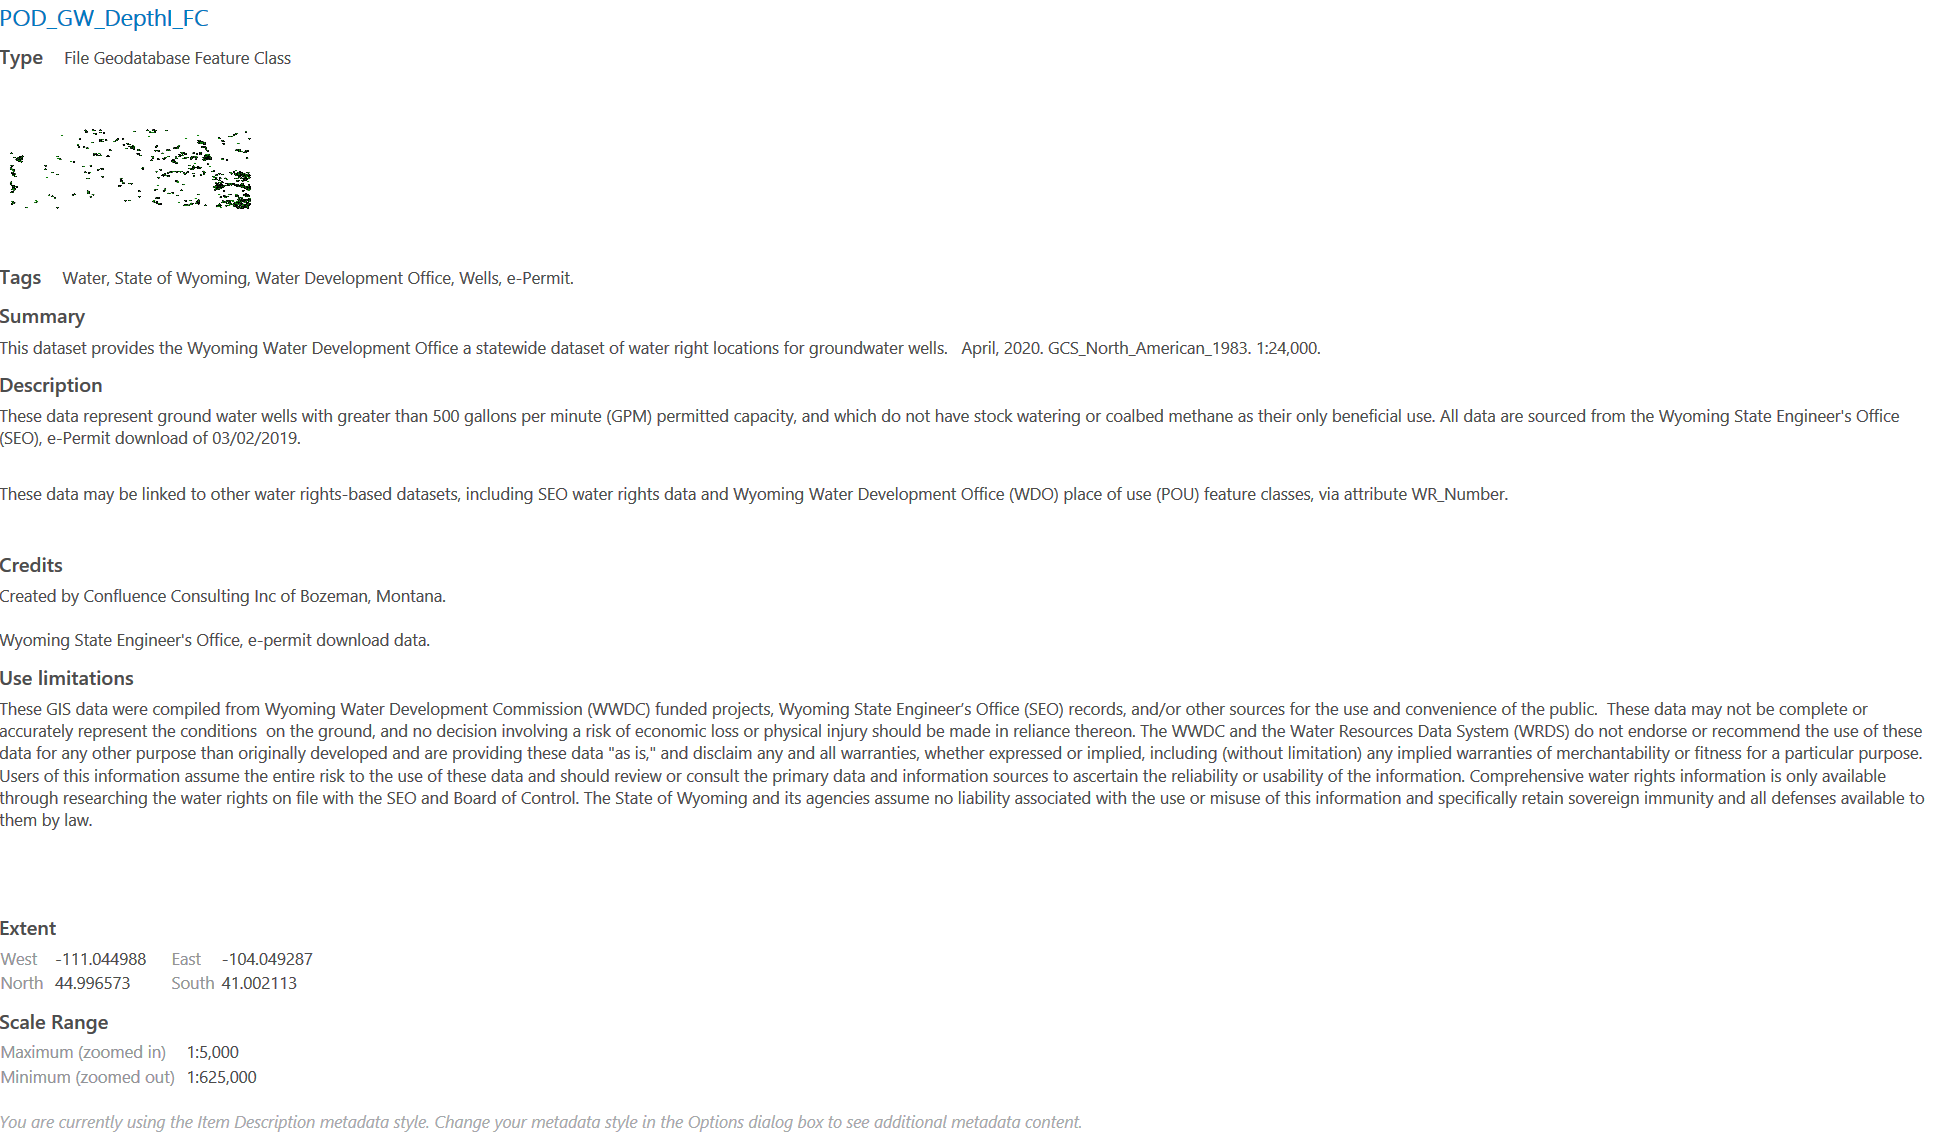 POD_GW_DepthI_FC
Type File Geodatabase Feature Class
Tags Water, State of Wyoming, Water Development Office, Wells, e-Permit.
Summary
This dataset provides the Wyoming Water Development Office a statewide dataset of water right locations for groundwater wells.   April, 2020. GCS_North_American_1983. 1:24,000.
Description
These data represent ground water wells with greater than 500 gallons per minute (GPM) permitted capacity, and which do not have stock watering or coalbed methane as their only beneficial use. All data are sourced from the Wyoming State Engineer's Office
(SEO), e-Permit download of 03/02/2019.
These data may be linked to other water rights-based datasets, including SEO water rights data and Wyoming Water Development Office (WDO) place of use (POU) feature classes, via attribute WR_Number.
Credits
Created by Confluence Consulting Inc of Bozeman, Montana.
Wyoming State Engineer's Office, e-permit download data.
Use limitations
These GIS data were compiled from Wyoming Water Development Commission (WWDC) funded projects, Wyoming State Engineer’s Office (SEO) records, and/or other sources for the use and convenience of the public.  These data may not be complete or
accurately represent the conditions  on the ground, and no decision involving a risk of economic loss or physical injury should be made in reliance thereon. The WWDC and the Water Resources Data System (WRDS) do not endorse or recommend the use of these
data for any other purpose than originally developed and are providing these data "as is," and disclaim any and all warranties, whether expressed or implied, including (without limitation) any implied warranties of merchantability or fitness for a particular purpose.
Users of this information assume the entire risk to the use of these data and should review or consult the primary data and information sources to ascertain the reliability or usability of the information. Comprehensive water rights information is only available
through researching the water rights on file with the SEO and Board of Control. The State of Wyoming and its agencies assume no liability associated with the use or misuse of this information and specifically retain sovereign immunity and all defenses available to
them by law.
Extent
West -111.044988 East -104.049287
North 44.996573 South 41.002113
Scale Range
Maximum (zoomed in) 1:5,000
Minimum (zoomed out) 1:625,000
You are currently using the Item Description metadata style. Change your metadata style in the Options dialog box to see additional metadata content.